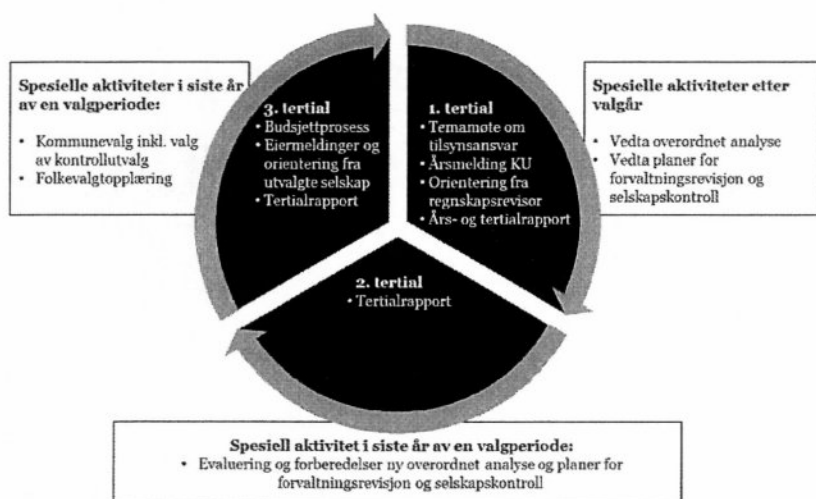 Spesielle aktiviteter i siste år
av en valgperiode:
• Kommunevalg inkl. valg
av kontrollutvalg
• Folkevalgtopplæring
3. tertial
• Budsjettprosess
• Eiermeldinger og
orientering fra
utvalgte selskap
• Tertialrapport
1. tertial
• Temamøte om
tilsynsansvar
• Årsmelding KU
• Orientering fra
regnskapsrevisor
• Års- og tertialrapport
Spesielle aktiviteter etter
valgår
• Vedta overordnet analyse
• Vedta planer for
forvaltningsrevisjon og
selskapskontroll
2. tertial
• Tertialrapport
Spesiell aktivitet i siste år av en valgperiode:
• Evaluering og forberedelser ny overordnet analyse og planer for
forvaltningsrevisjon og selskapskontroll